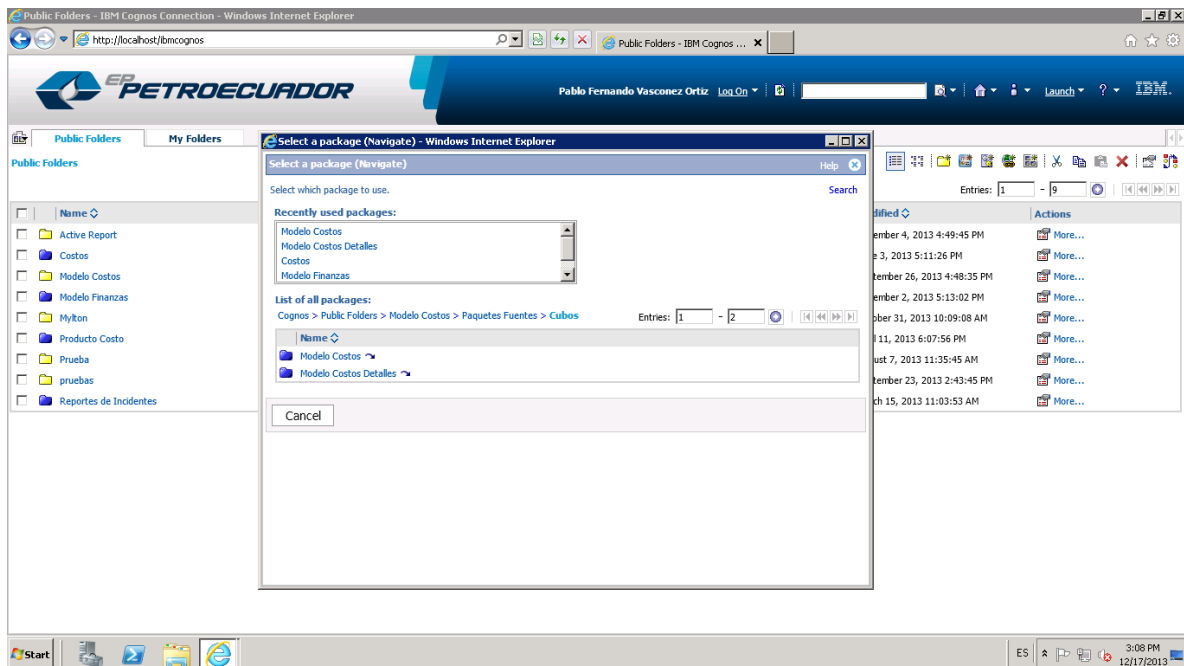 Public Folders - IBM Cognos Connection - Windows Internet Explorer
http://localhost/ibmcognos
Public Folders - IBM Cognos ...
EP PETROECUADOR
Pablo Fernando Vasconez Ortiz Log On
Launch
?
IBM.
Public Folders My Folders
Public Folders
Entries: 1 - 9
Name
dified
Actions
Active Report
ember 4, 2013 4:49:45 PM More...
Costos
e 3, 2013 5:11:26 PM More...
Modelo Costos
tember 26, 2013 4:48:35 PM More...
Modelo Finanzas
ember 2, 2013 5:13:02 PM More...
Mylton
ober 31, 2013 10:09:08 AM More...
Producto Costo
l 11, 2013 6:07:56 PM More...
Prueba
ust 7, 2013 11:35:45 AM More...
pruebas
tember 23, 2013 2:43:45 PM More...
Reportes de Incidentes
ch 15, 2013 11:03:53 AM More...
Select a package (Navigate) - Windows Internet Explorer
Select a package (Navigate)
Help
Select which package to use.
Search
Recently used packages:
Modelo Costos
Modelo Costos Detalles
Costos
Modelo Finanzas
List of all packages:
Cognos > Public Folders > Modelo Costos > Paquetes Fuentes > Cubos
Entries: 1 - 2
Name
Modelo Costos
Modelo Costos Detalles
Cancel
Start
ES
3:08 PM
12/17/2013